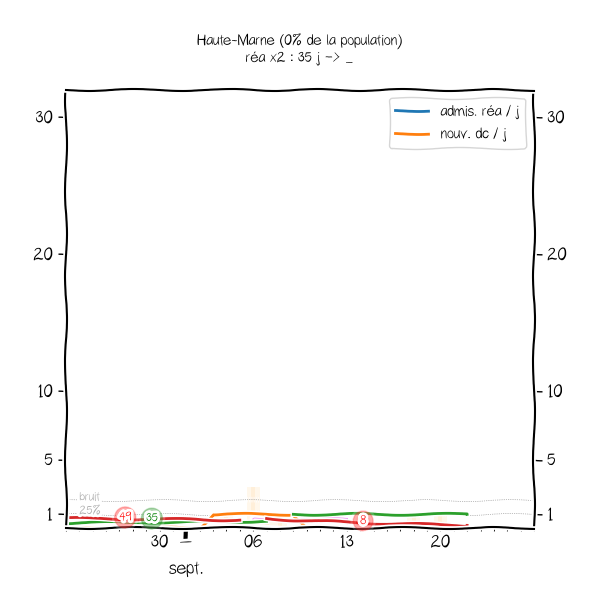 Haute-Marne (0% de la population)
réa x2 : 35 j -> _
admis. réa / j
nouv. dc / j
30 30
20 20
10 10
5 5
... bruit
25%
1 49 35 8 1
30 1 06 13 20
sept.